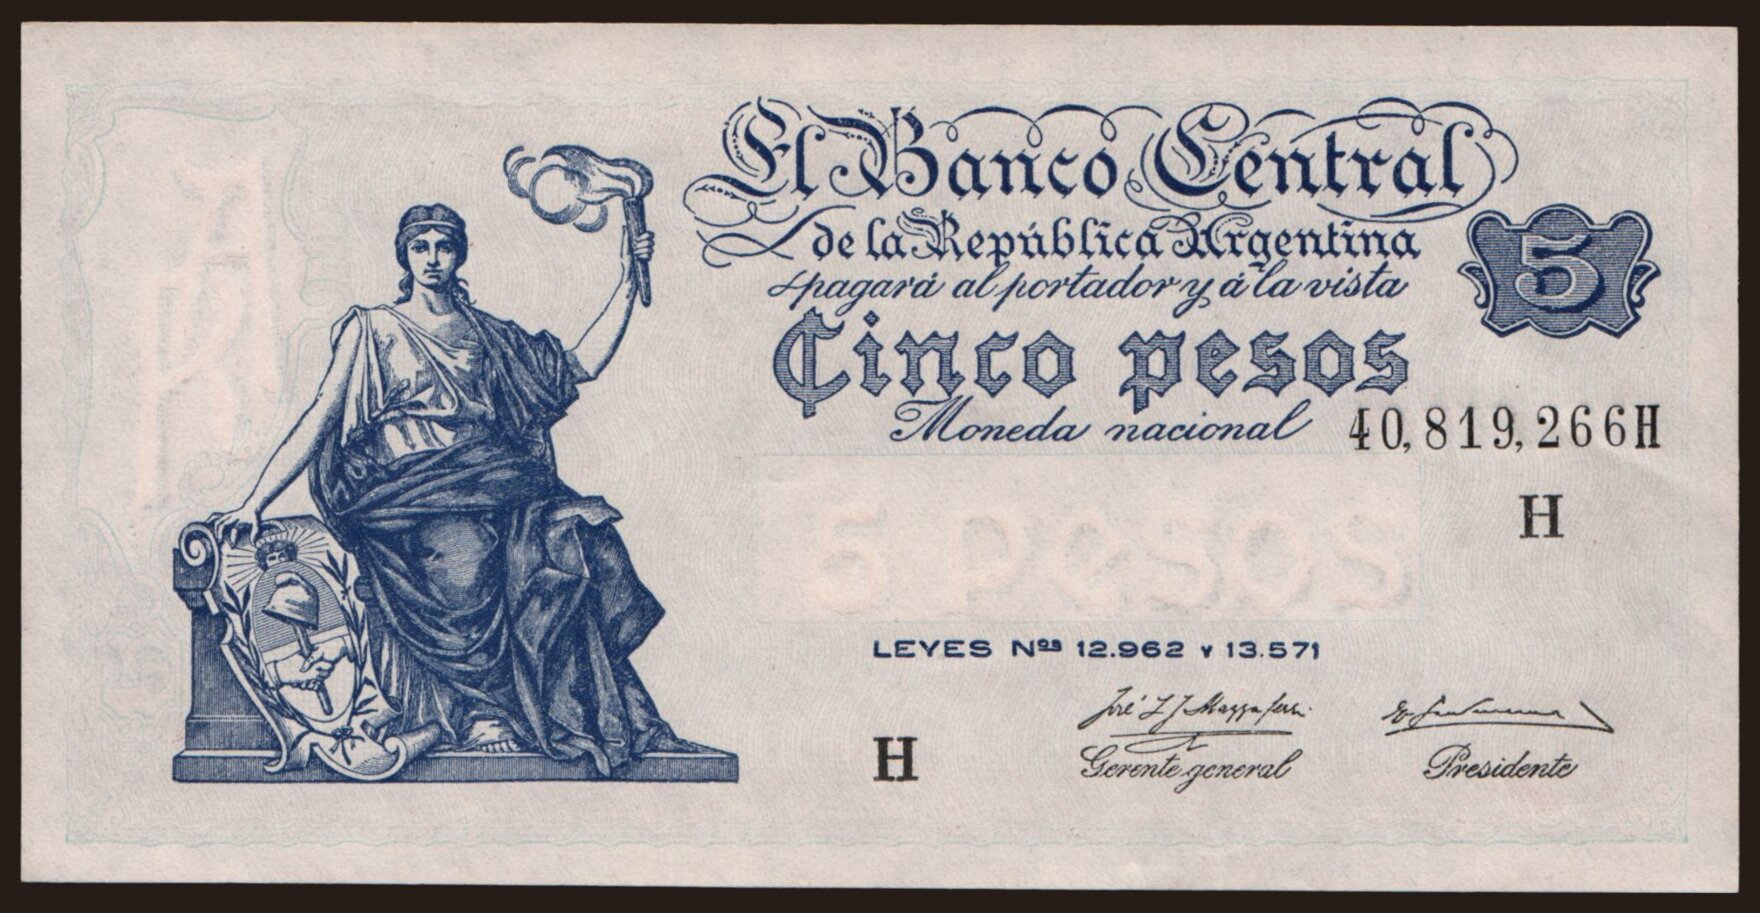 El Banco Central
de la República Argentina
pagará al portador y á la vista
5
Cinco pesos
Moneda nacional
40,819,266H
H
5 PESOS
LEYES Nos 12.962 Y 13.571
H
Gerente general
Presidente